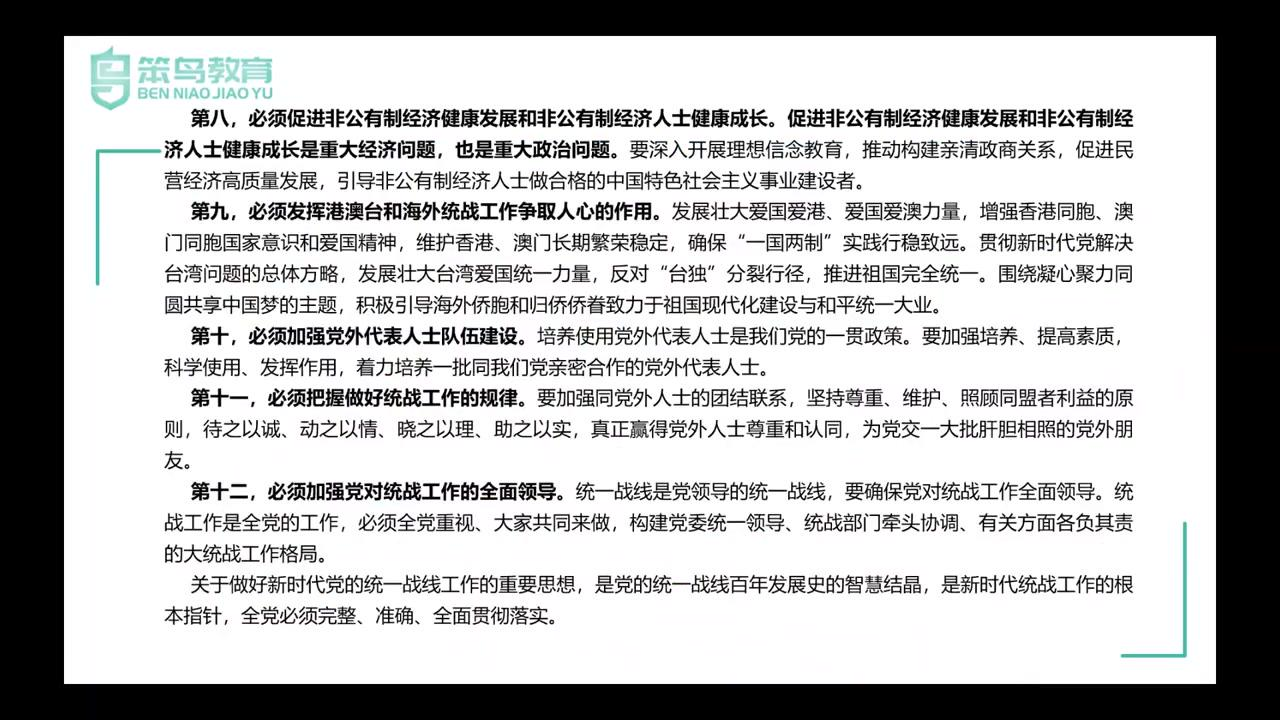 笨鸟教育
BEN NIAO JIAO YU
第八，必须促进非公有制经济健康发展和非公有制经济人士健康成长。促进非公有制经济健康发展和非公有制经
济人士健康成长是重大经济问题，也是重大政治问题。要深入开展理想信念教育，推动构建亲清政商关系，促进民
营经济高质量发展，引导非公有制经济人士做合格的中国特色社会主义事业建设者。
第九，必须发挥港澳台和海外统战工作争取人心的作用。发展壮大爱国爱港、爱国爱澳力量，增强香港同胞、澳
门同胞国家意识和爱国精神，维护香港、澳门长期繁荣稳定，确保“一国两制”实践行稳致远。贯彻新时代党解决
台湾问题的总体方略，发展壮大台湾爱国统一力量，反对“台独”分裂行径，推进祖国完全统一。围绕凝心聚力同
圆共享中国梦的主题，积极引导海外侨胞和归侨侨眷致力于祖国现代化建设与和平统一大业。
第十，必须加强党外代表人士队伍建设。培养使用党外代表人士是我们党的一贯政策。要加强培养、提高素质，
科学使用、发挥作用，着力培养一批同我们党亲密合作的党外代表人士。
第十一，必须把握做好统战工作的规律。要加强同党外人士的团结联系，坚持尊重、维护、照顾同盟者利益的原
则，待之以诚、动之以情、晓之以理、助之以实，真正赢得党外人士尊重和认同，为党交一大批肝胆相照的党外朋
友。
第十二，必须加强党对统战工作的全面领导。统一战线是党领导的统一战线，要确保党对统战工作全面领导。统
战工作是全党的工作，必须全党重视、大家共同来做，构建党委统一领导、统战部门牵头协调、有关方面各负其责
的大统战工作格局。
关于做好新时代党的统一战线工作的重要思想，是党的统一战线百年发展史的智慧结晶，是新时代统战工作的根
本指针，全党必须完整、准确、全面贯彻落实。